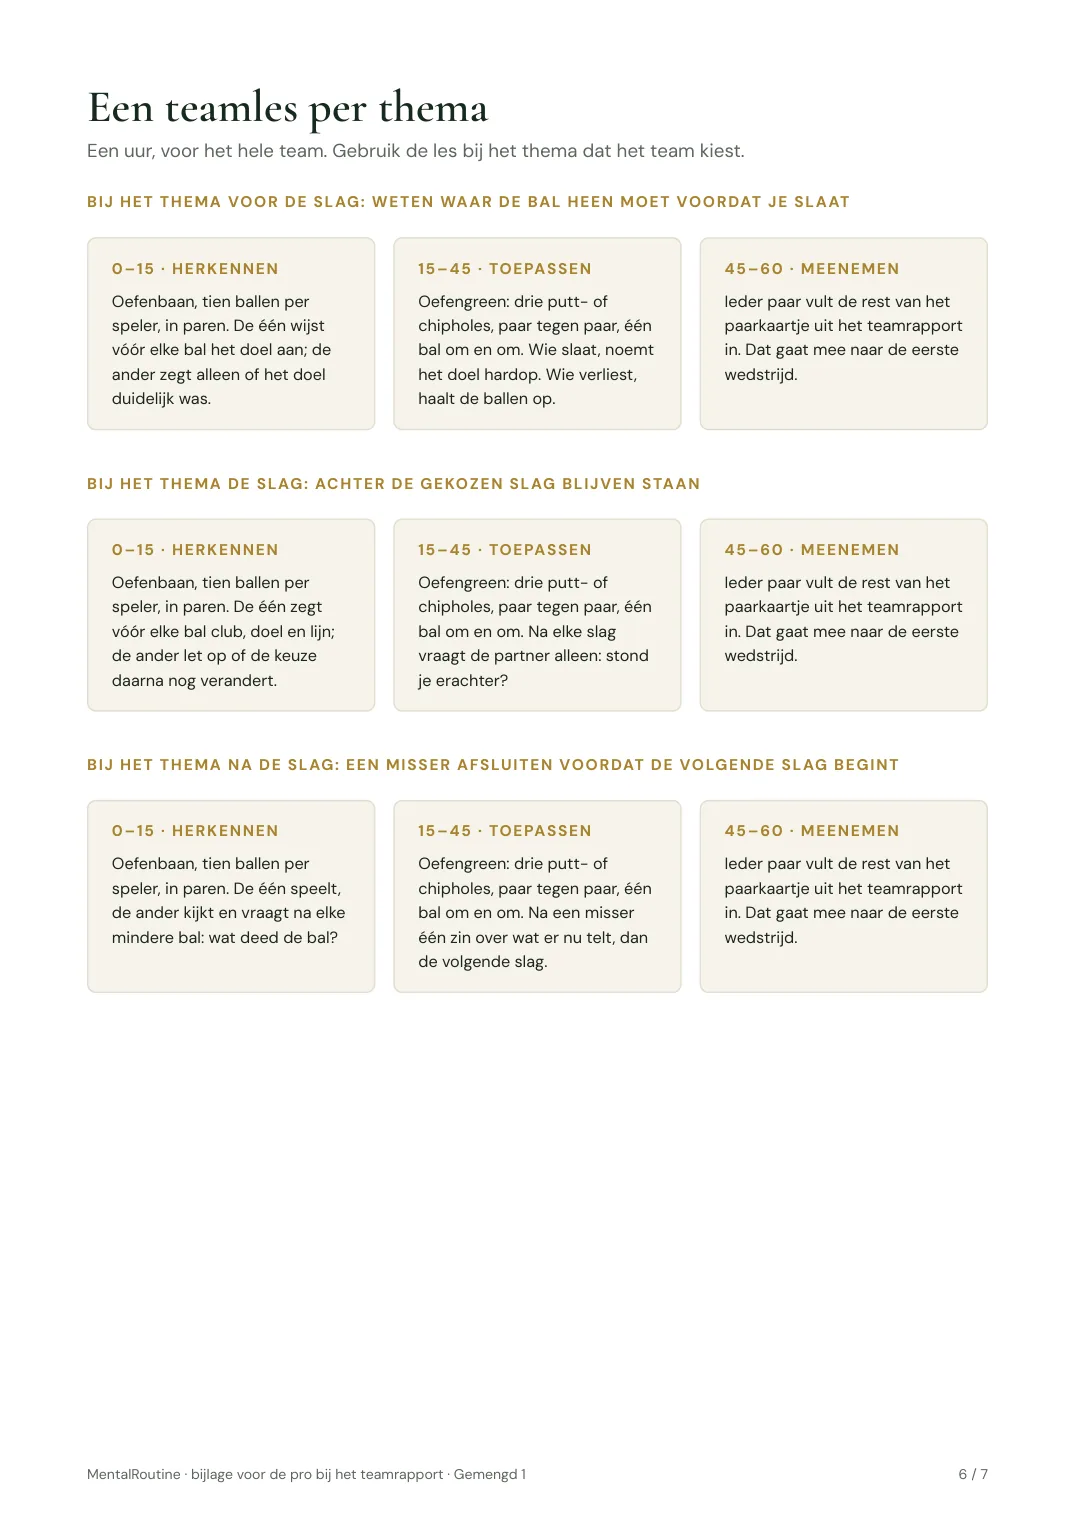 Een teamles per thema
Een uur, voor het hele team. Gebruik de les bij het thema dat het team kiest.
BIJ HET THEMA VOOR DE SLAG: WETEN WAAR DE BAL HEEN MOET VOORDAT JE SLAAT
0–15 · HERKENNEN
Oefenbaan, tien ballen per
speler, in paren. De één wijst
vóór elke bal het doel aan; de
ander zegt alleen of het doel
duidelijk was.
15–45 · TOEPASSEN
Oefengreen: drie putt- of
chipholes, paar tegen paar, één
bal om en om. Wie slaat, noemt
het doel hardop. Wie verliest,
haalt de ballen op.
45–60 · MEENEMEN
Ieder paar vult de rest van het
paarkaartje uit het teamrapport
in. Dat gaat mee naar de eerste
wedstrijd.
BIJ HET THEMA DE SLAG: ACHTER DE GEKOZEN SLAG BLIJVEN STAAN
0–15 · HERKENNEN
Oefenbaan, tien ballen per
speler, in paren. De één zegt
vóór elke bal club, doel en lijn;
de ander let op of de keuze
daarna nog verandert.
15–45 · TOEPASSEN
Oefengreen: drie putt- of
chipholes, paar tegen paar, één
bal om en om. Na elke slag
vraagt de partner alleen: stond
je erachter?
45–60 · MEENEMEN
Ieder paar vult de rest van het
paarkaartje uit het teamrapport
in. Dat gaat mee naar de eerste
wedstrijd.
BIJ HET THEMA NA DE SLAG: EEN MISSER AFSLUITEN VOORDAT DE VOLGENDE SLAG BEGINT
0–15 · HERKENNEN
Oefenbaan, tien ballen per
speler, in paren. De één speelt,
de ander kijkt en vraagt na elke
mindere bal: wat deed de bal?
15–45 · TOEPASSEN
Oefengreen: drie putt- of
chipholes, paar tegen paar, één
bal om en om. Na een misser
één zin over wat er nu telt, dan
de volgende slag.
45–60 · MEENEMEN
Ieder paar vult de rest van het
paarkaartje uit het teamrapport
in. Dat gaat mee naar de eerste
wedstrijd.
MentalRoutine · bijlage voor de pro bij het teamrapport · Gemengd 1
6 / 7